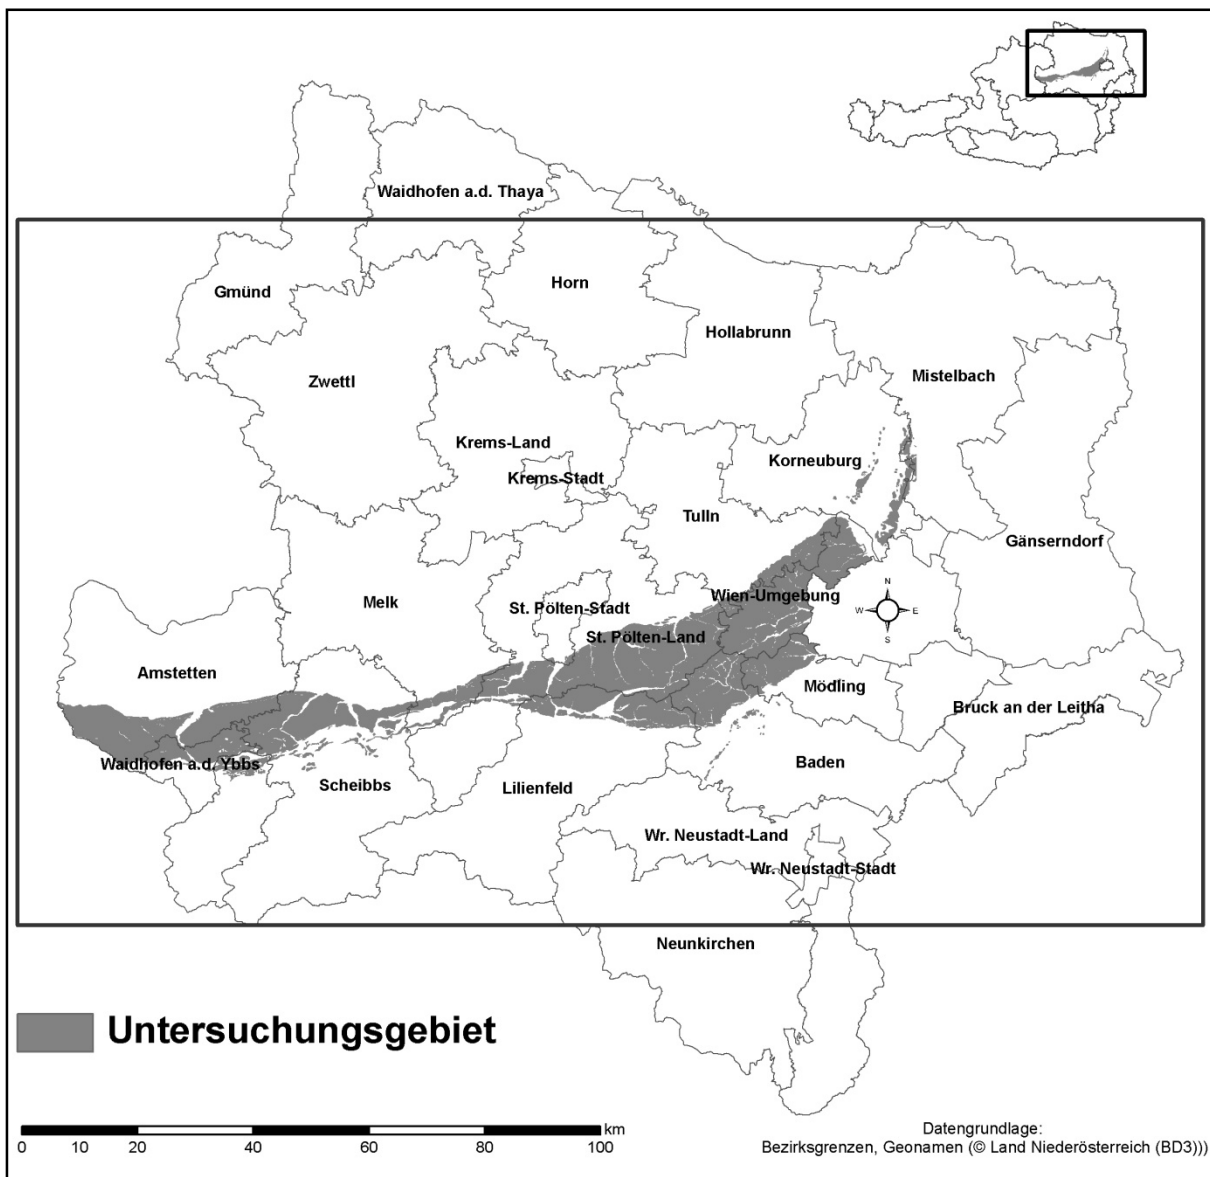 Waidhofen a.d. Thaya
Gmünd
Horn
Hollabrunn
Zwettl
Mistelbach
Krems-Land
Krems-Stadt
Korneuburg
Tulln
Gänserndorf
Melk
St. Pölten-Stadt
Wien-Umgebung
St. Pölten-Land
N
W
E
S
Amstetten
Mödling
Bruck an der Leitha
Waidhofen a.d. Ybbs
Scheibbs
Lilienfeld
Baden
Wr. Neustadt-Land
Wr. Neustadt-Stadt
Neunkirchen
Untersuchungsgebiet
km
0 10 20 40 60 80 100
Datengrundlage:
Bezirksgrenzen, Geonamen (© Land Niederösterreich (BD3)))